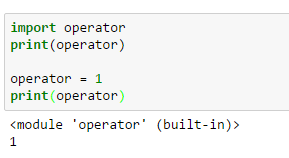 import operator
print(operator)
operator = 1
print(operator)
<module 'operator' (built-in)>
1